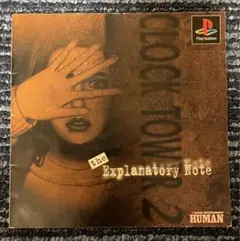 PlayStation
CLOCK TOWER 2
the
Explanatory Note
HUMAN